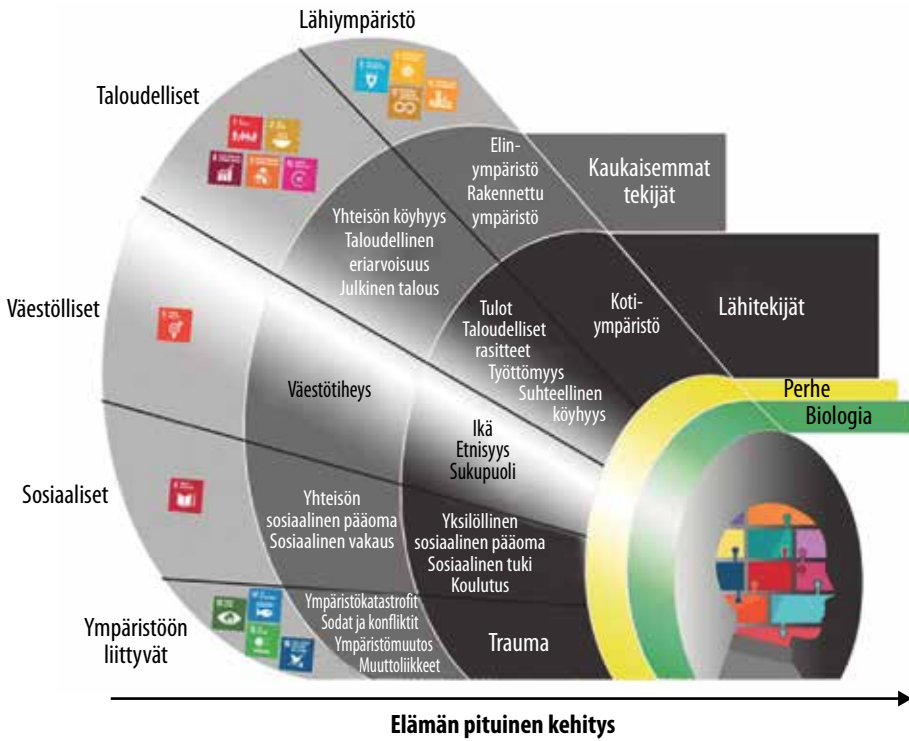 Lähiympäristö
Taloudelliset
Väestölliset
Sosiaaliset
Ympäristöön
liittyvät
Elin-
ympäristö
Rakennettu
ympäristö
Kaukaisemmat
tekijät
Yhteisön köyhyys
Taloudellinen
eriarvoisuus
Julkinen talous
Väestötiheys
Yhteisön
sosiaalinen pääoma
Sosiaalinen vakaus
Ympäristökatastrofit
Sodat ja konfliktit
Ympäristömuutos
Muuttoliikkeet
Koti-
ympäristö
Lähitekijät
Tulot
Taloudelliset
rasitteet
Työttömyys
Suhteellinen
köyhyys
Ikä
Etnisyys
Sukupuoli
Yksilöllinen
sosiaalinen pääoma
Sosiaalinen tuki
Koulutus
Trauma
Perhe
Biologia
Elämän pituinen kehitys